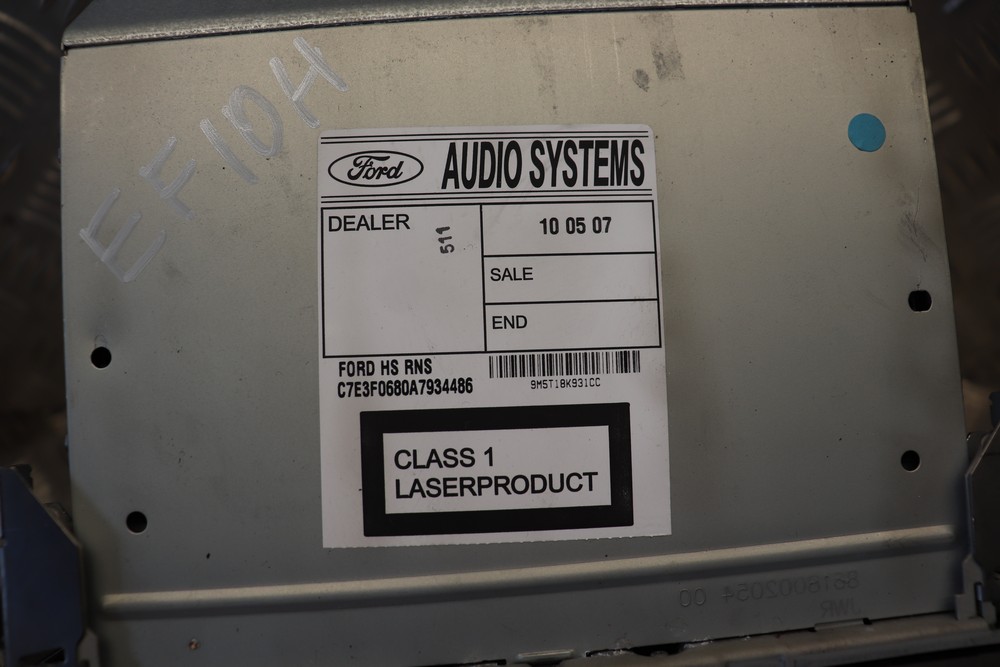 EF10H
Ford AUDIO SYSTEMS
DEALER
511
10 05 07
SALE
END
FORD HS RNS
C7E3F0680A7934486
9M5T18K931CC
CLASS 1
LASERPRODUCT